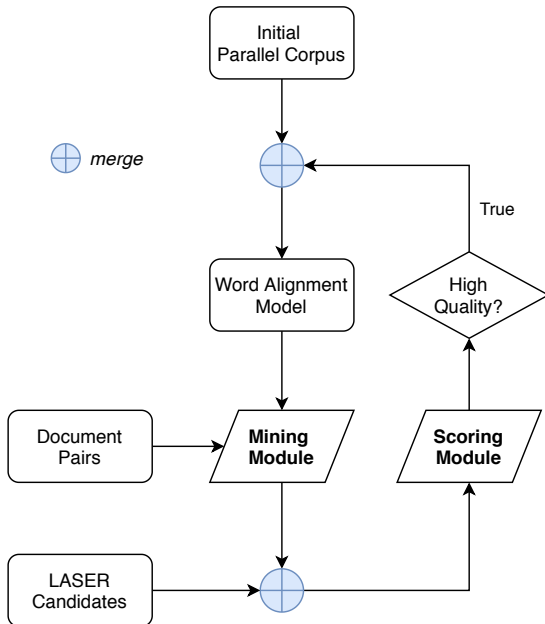 Initial
Parallel Corpus
merge
True
Word Alignment
Model
High
Quality?
Document
Pairs
Mining
Module
Scoring
Module
LASER
Candidates